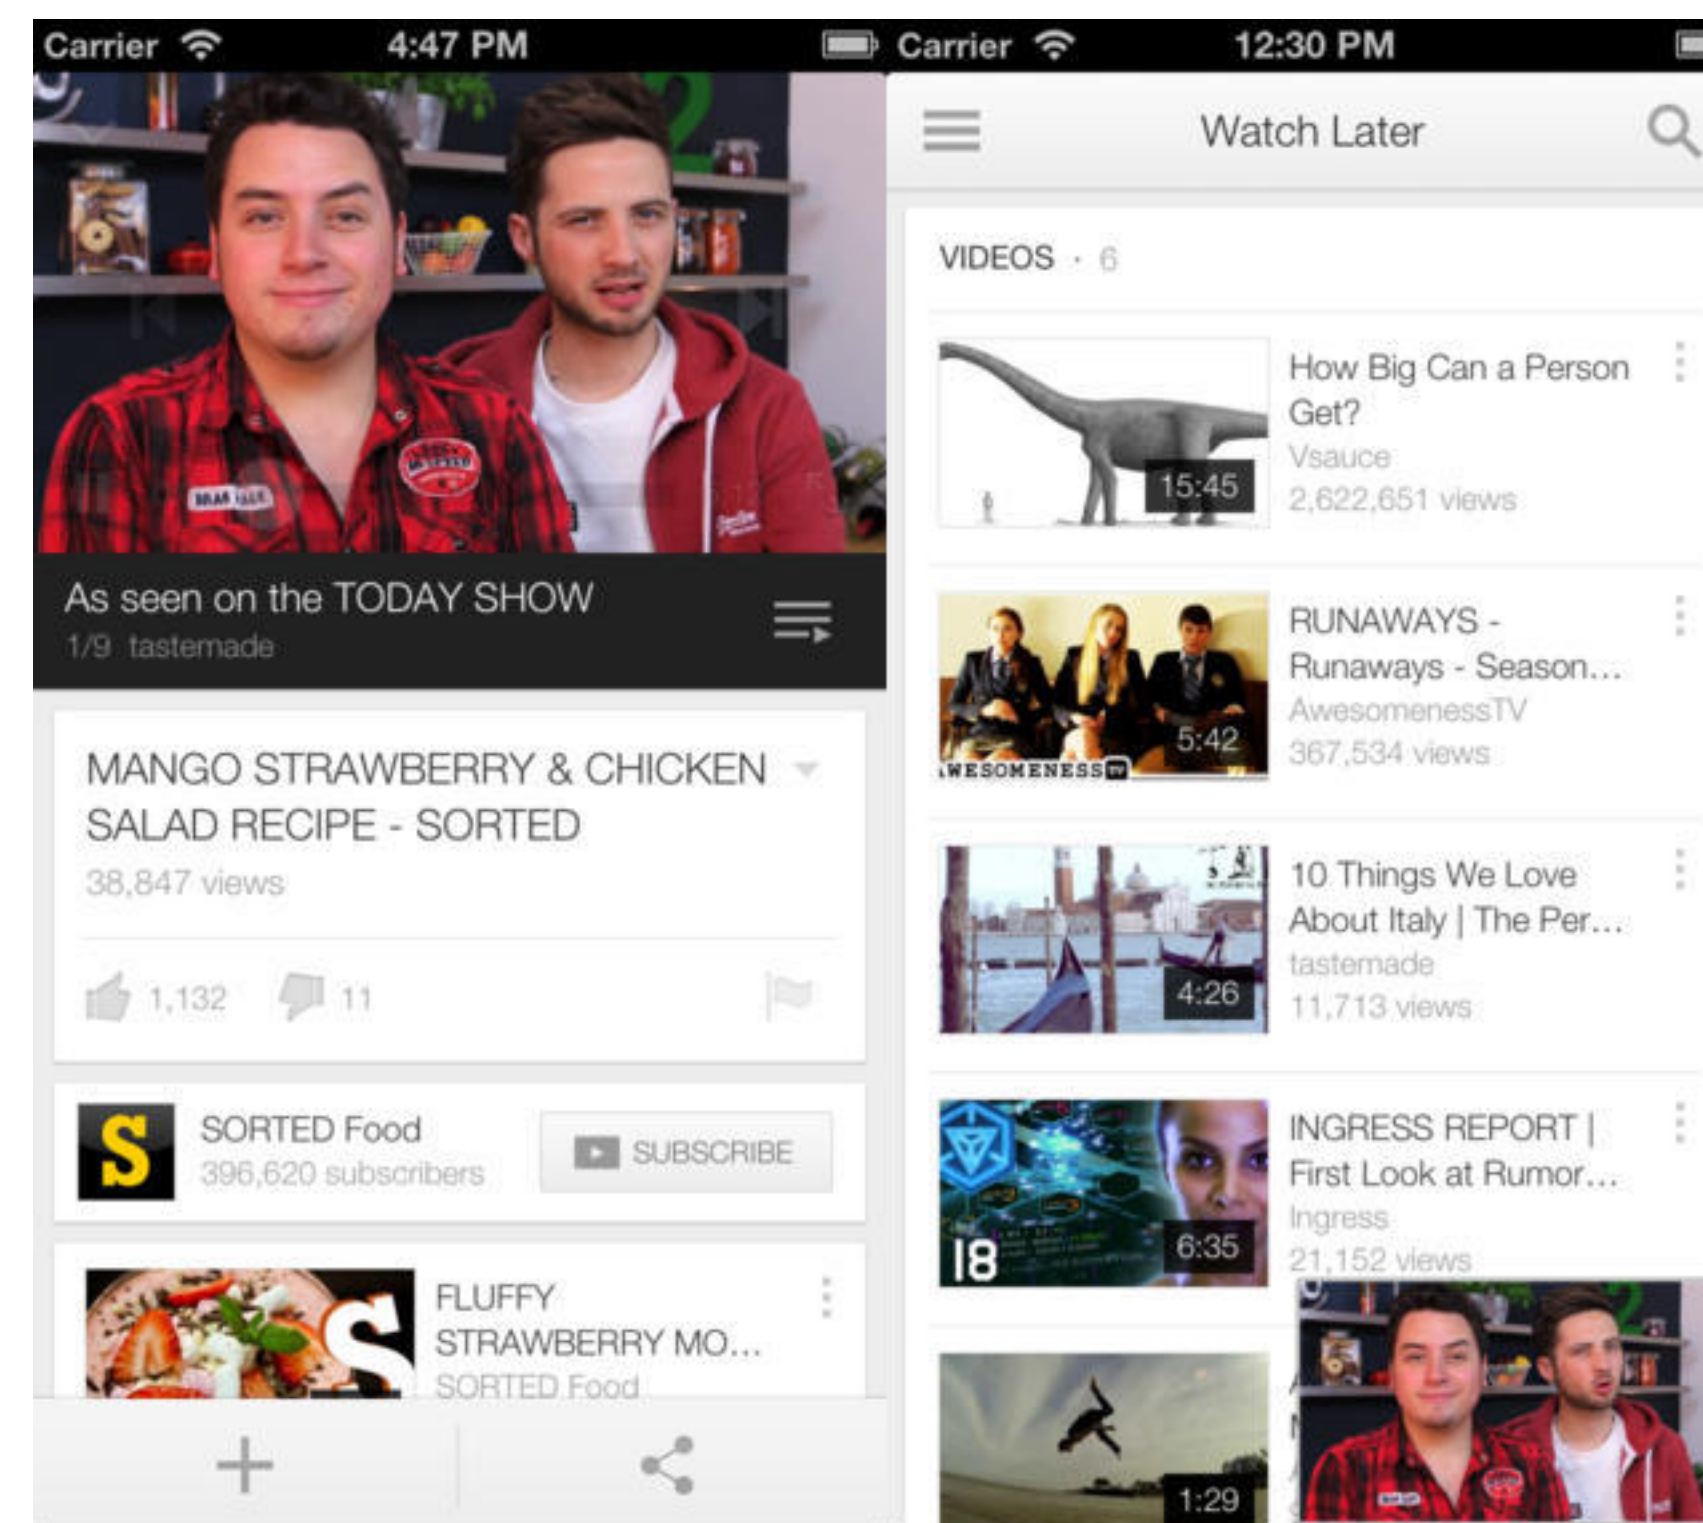 Carrier 4:47 PM
As seen on the TODAY SHOW
1/9 tastemade
MANGO STRAWBERRY & CHICKEN
SALAD RECIPE - SORTED
38,847 views
1,132 11
SORTED Food
396,620 subscribers
SUBSCRIBE
S
FLUFFY
STRAWBERRY MO...
SORTED Food
S
Carrier 12:30 PM
Watch Later
VIDEOS · 6
How Big Can a Person
Get?
Vsauce
2,622,651 views
15:45
RUNAWAYS -
Runaways - Season...
AwesomenessTV
367,534 views
5:42
AWESOMENESS TV
10 Things We Love
About Italy | The Per...
tastemade
11,713 views
4:26
INGRESS REPORT |
First Look at Rumor...
Ingress
21,152 views
18
6:35
1:29